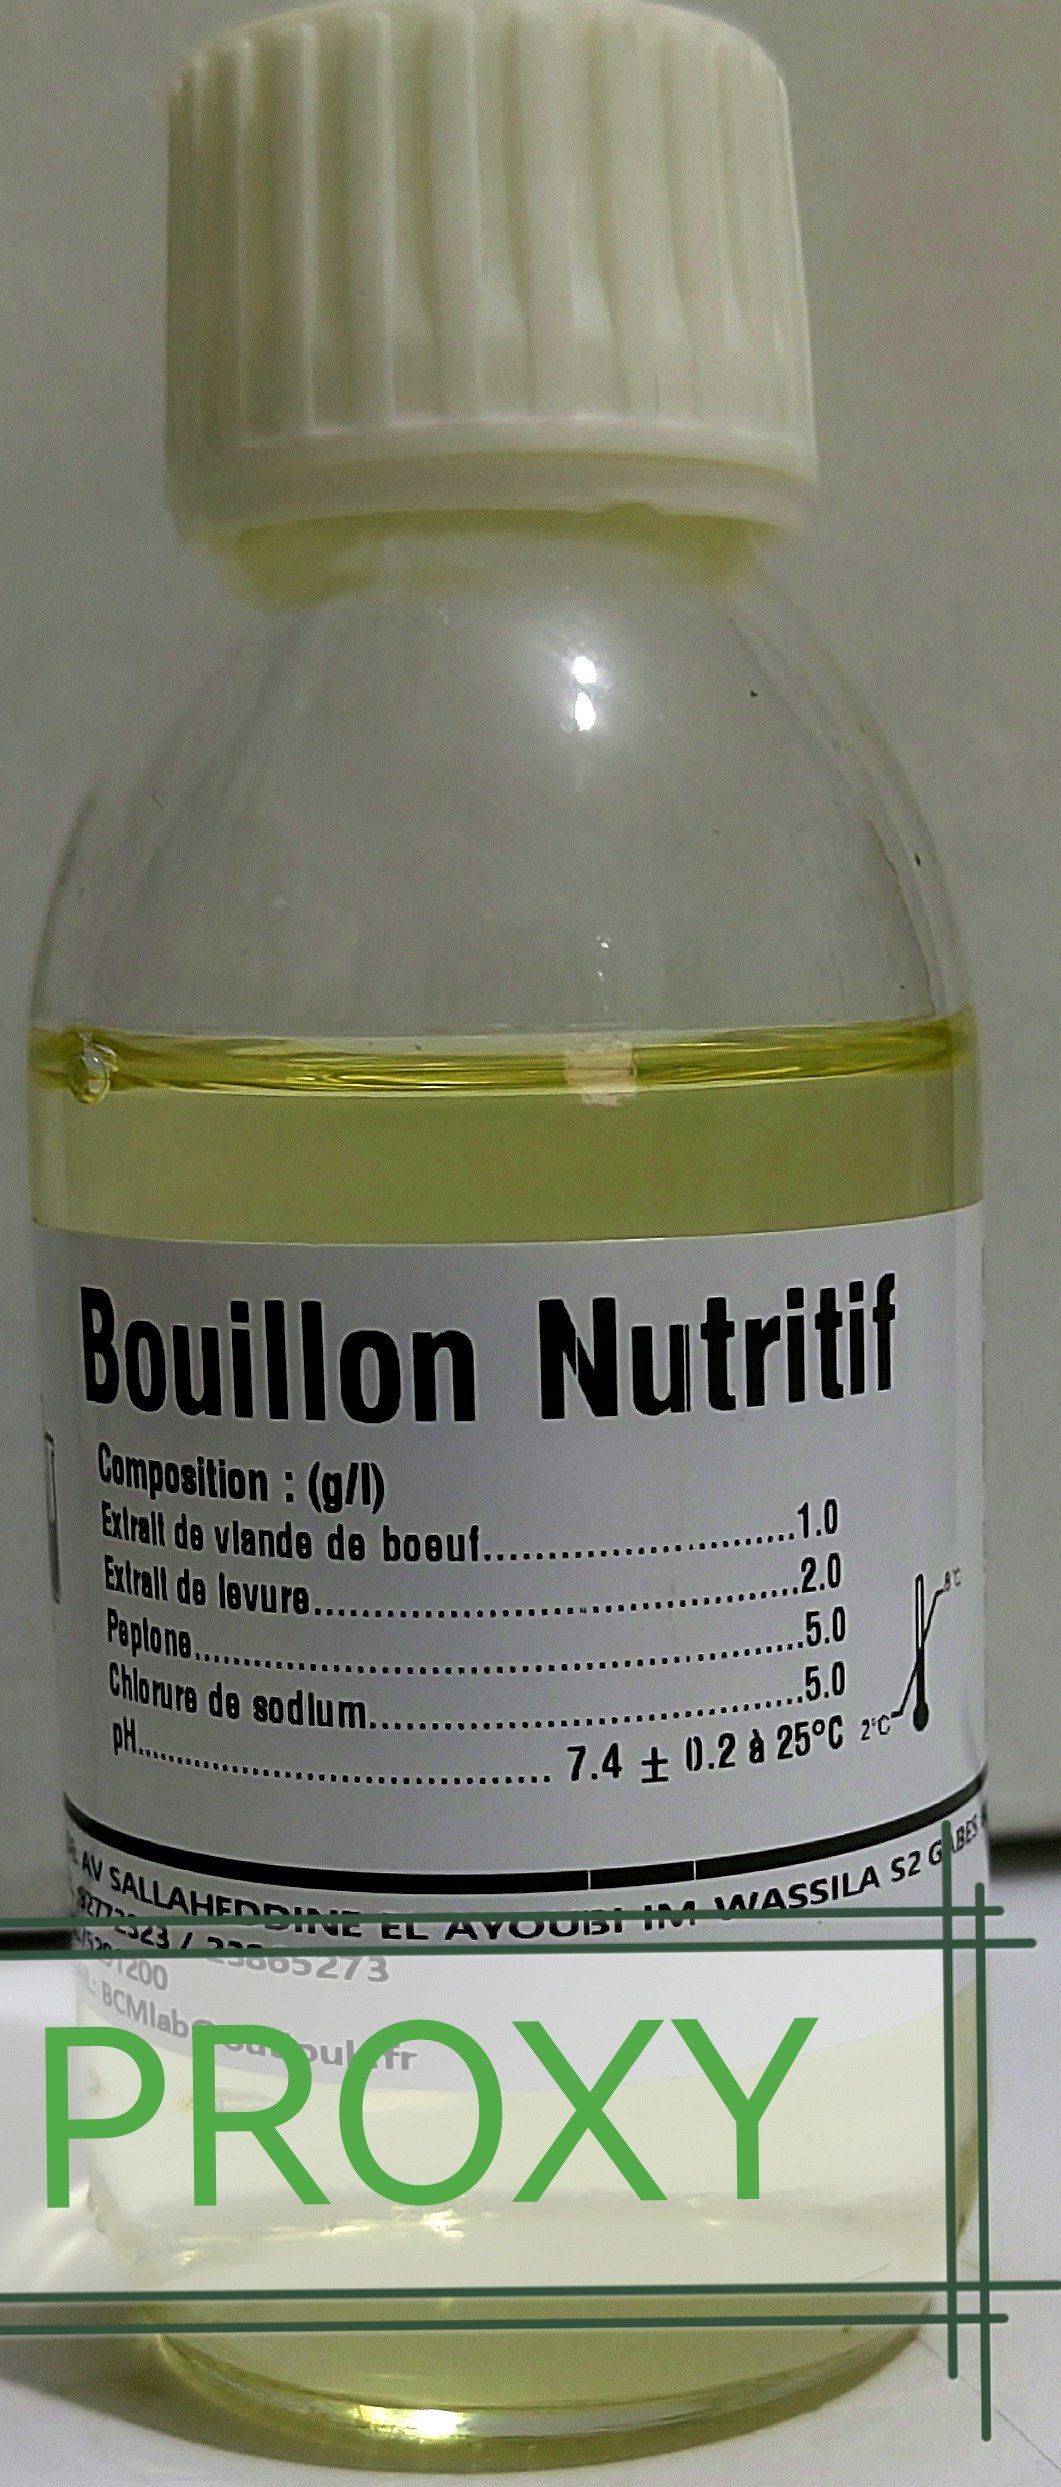 Bouillon Nutritif
Composition : (g/l)
Extrait de viande de boeuf..............................1.0
Extrait de levure..............................................2.0
Peptone..........................................................5.0
Chlorure de sodium.........................................5.0
pH........................................ 7.4 ± 0.2 à 25°C
8°C
2°C
AV SALLAHEDDINE EL AYOUBI IM WASSILA S2 GABES
/ 23865273
PROXY